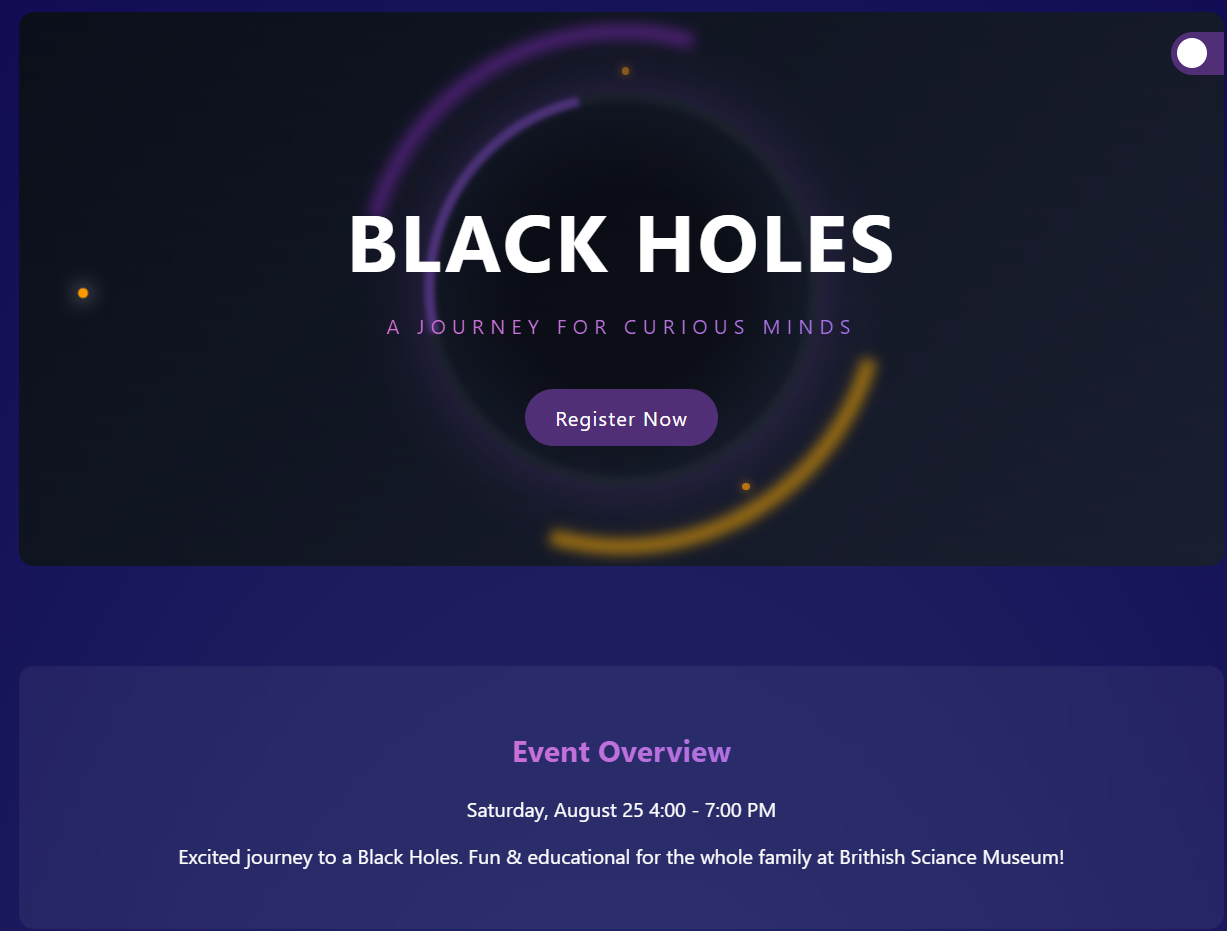 BLACK HOLES
A JOURNEY FOR CURIOUS MINDS
Register Now
Event Overview
Saturday, August 25 4:00 - 7:00 PM
Excited journey to a Black Holes. Fun & educational for the whole family at Brithish Sciance Museum!